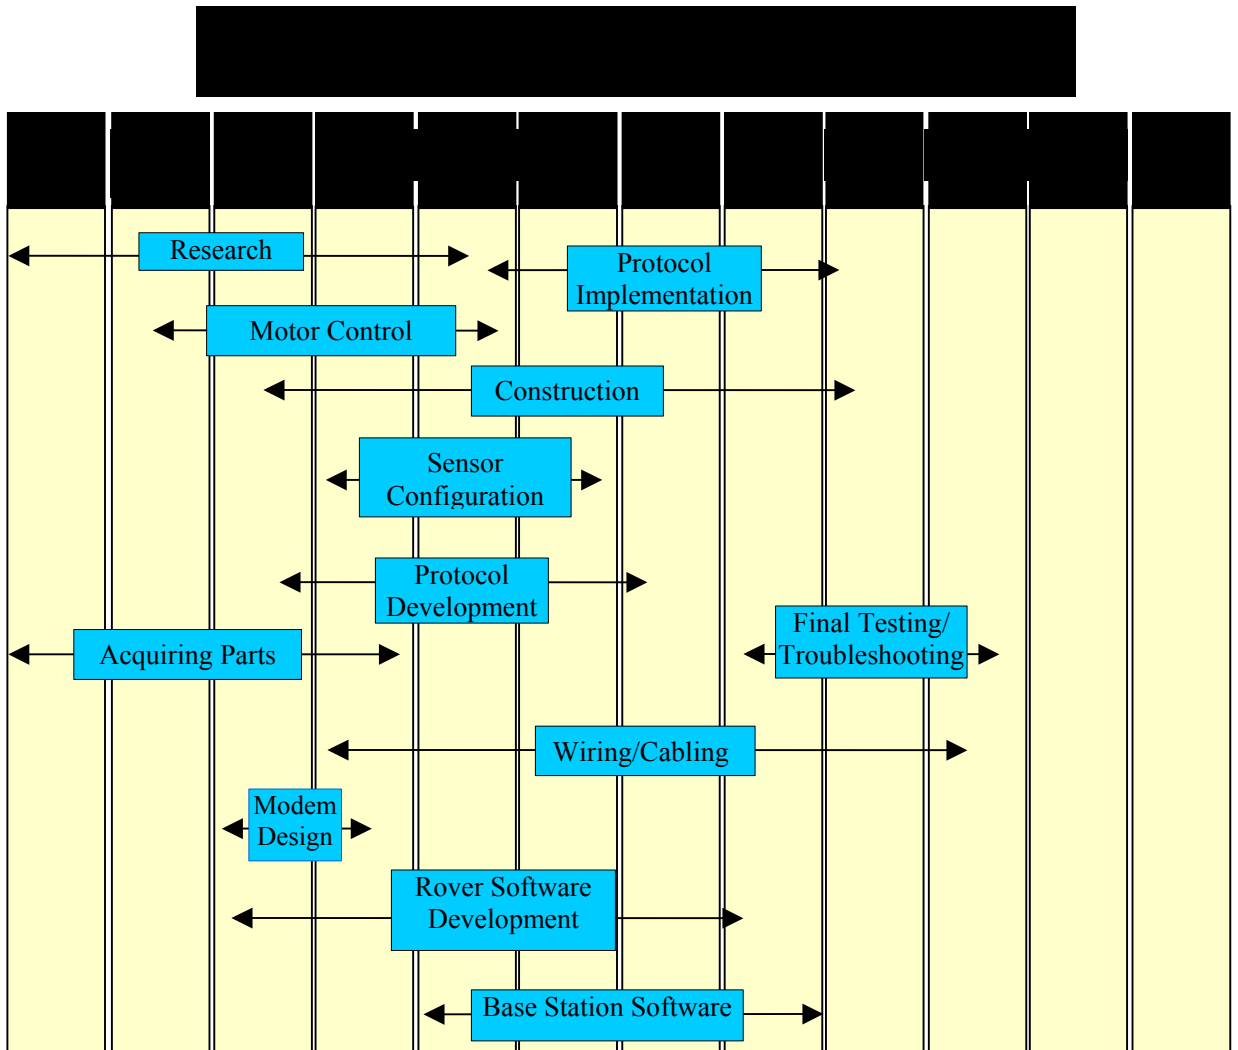 Research
Protocol
Implementation
Motor Control
Construction
Sensor
Configuration
Protocol
Development
Final Testing/
Troubleshooting
Acquiring Parts
Wiring/Cabling
Modem
Design
Rover Software
Development
Base Station Software